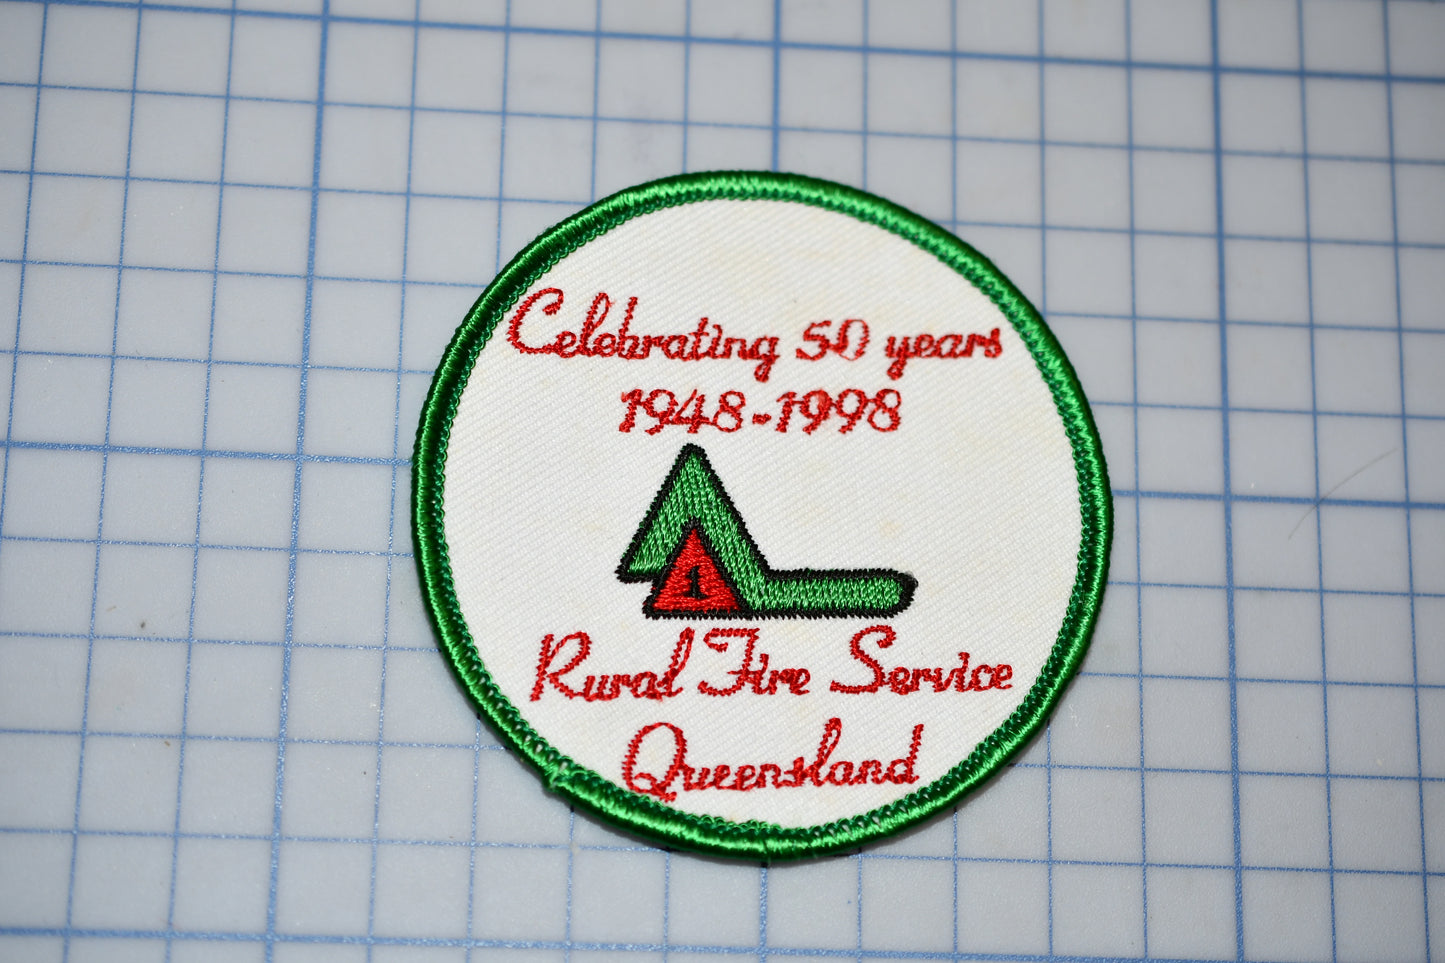 Celebrating 50 years
1948-1998
1
Rural Fire Service
Queensland